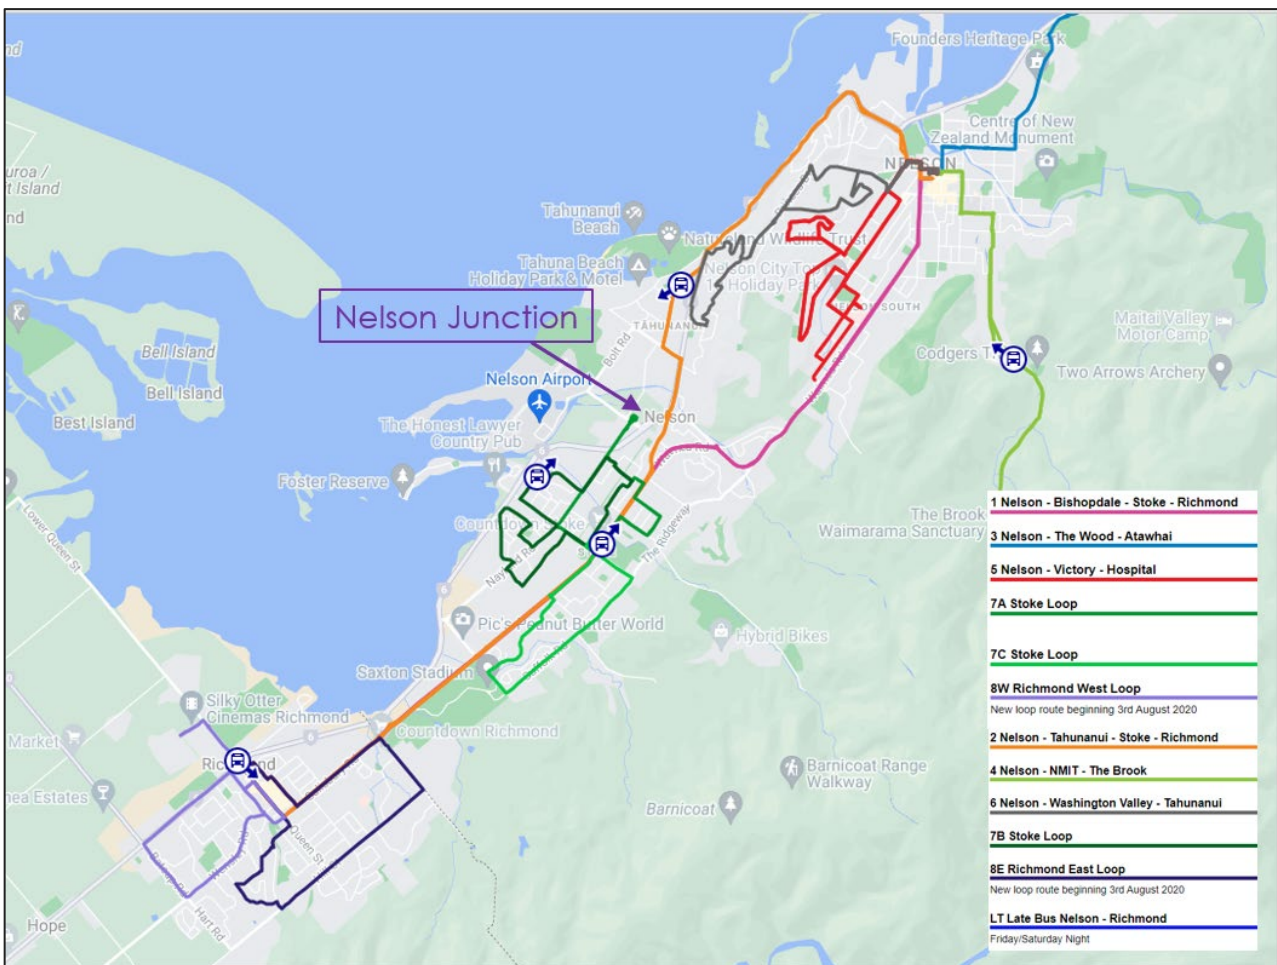 Founders Heritage Park
Centre of New
Zealand Monument
NELSON
Tahunanui
Beach
Natureland Wildlife Trust
Tahuna Beach
Holiday Park & Motel
Nelson City Top
Holiday Park
Nelson Junction
TĀHUNANUI
NELSON SOUTH
Maitai Valley
Motor Camp
Bolt Rd
Bell Island
Bell Island
Codgers
Two Arrows Archery
Nelson Airport
Best Island
Nelson
The Honest Lawyer
Country Pub
6
Foster Reserve
Lower Queen St
Countdown Stoke
The Ridgeway
The Brook
Waimarama Sanctuary
6
Pic's Peanut Butter World
Hybrid Bikes
Saxton Stadium
Silky Otter
Cinemas Richmond
Countdown Richmond
6
Market
Barnicoat Range
Walkway
Barnicoat
Estates
Queen St
Hart Rd
Hope
1 Nelson - Bishopdale - Stoke - Richmond
3 Nelson - The Wood - Atawhai
5 Nelson - Victory - Hospital
7A Stoke Loop
7C Stoke Loop
8W Richmond West Loop
New loop route beginning 3rd August 2020
2 Nelson - Tahunanui - Stoke - Richmond
4 Nelson - NMIT - The Brook
6 Nelson - Washington Valley - Tahunanui
7B Stoke Loop
8E Richmond East Loop
New loop route beginning 3rd August 2020
LT Late Bus Nelson - Richmond
Friday/Saturday Night